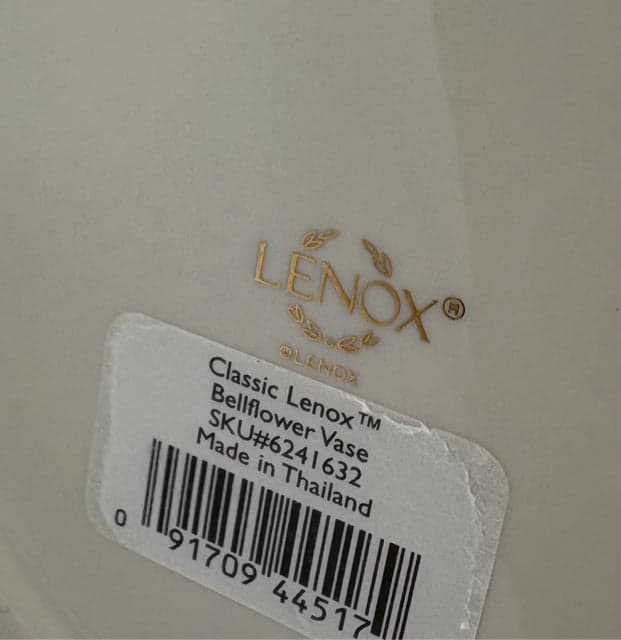 LENOX®
©LENOX
Classic Lenox™
Bellflower Vase
SKU#6241632
Made in Thailand
0 91709 44517